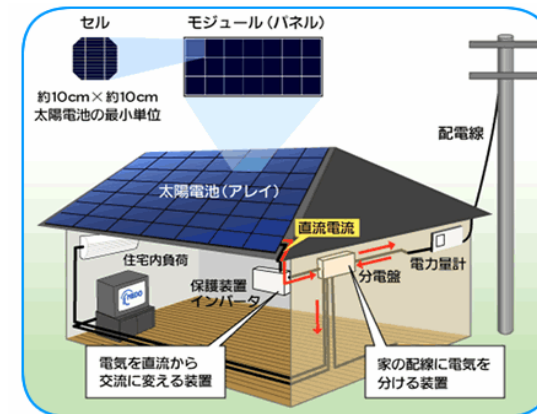 セル
モジュール(パネル)
約10cm×約10cm
太陽電池の最小単位
配電線
太陽電池(アレイ)
直流電流
住宅内負荷
保護装置
インバータ
分電盤
電力量計
NEDO
電気を直流から
交流に変える装置
家の配線に電気を
分ける装置